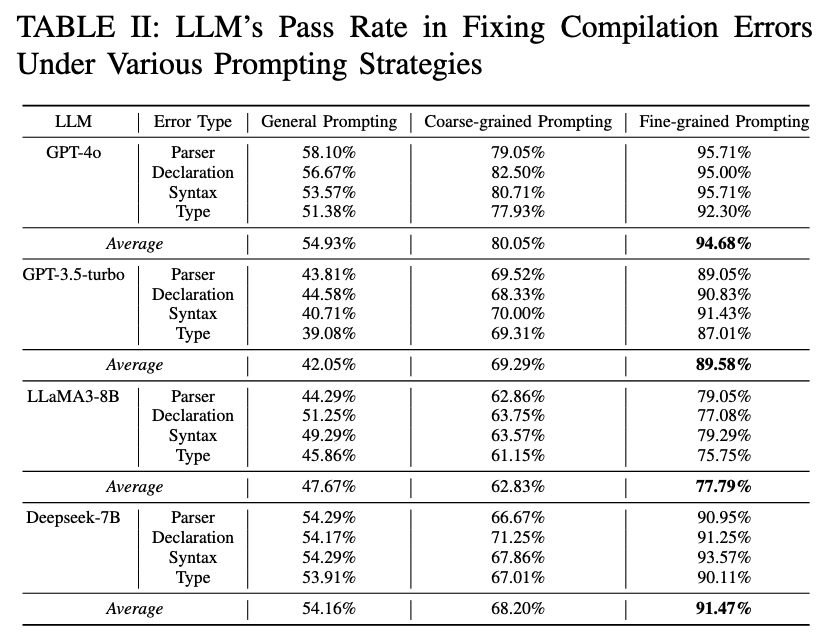 TABLE II: LLM's Pass Rate in Fixing Compilation Errors
Under Various Prompting Strategies
LLM Error Type General Prompting Coarse-grained Prompting Fine-grained Prompting
GPT-4o Parser 58.10% 79.05% 95.71%
Declaration 56.67% 82.50% 95.00%
Syntax 53.57% 80.71% 95.71%
Type 51.38% 77.93% 92.30%
Average 54.93% 80.05% 94.68%
GPT-3.5-turbo Parser 43.81% 69.52% 89.05%
Declaration 44.58% 68.33% 90.83%
Syntax 40.71% 70.00% 91.43%
Type 39.08% 69.31% 87.01%
Average 42.05% 69.29% 89.58%
LLaMA3-8B Parser 44.29% 62.86% 79.05%
Declaration 51.25% 63.75% 77.08%
Syntax 49.29% 63.57% 79.29%
Type 45.86% 61.15% 75.75%
Average 47.67% 62.83% 77.79%
Deepseek-7B Parser 54.29% 66.67% 90.95%
Declaration 54.17% 71.25% 91.25%
Syntax 54.29% 67.86% 93.57%
Type 53.91% 67.01% 90.11%
Average 54.16% 68.20% 91.47%